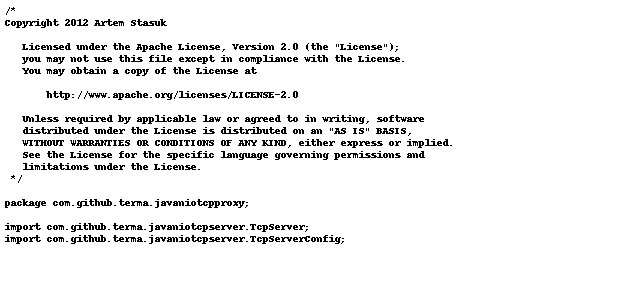 /*
Copyright 2012 Artem Stasuk

   Licensed under the Apache License, Version 2.0 (the "License");
   you may not use this file except in compliance with the License.
   You may obtain a copy of the License at

       http://www.apache.org/licenses/LICENSE-2.0

   Unless required by applicable law or agreed to in writing, software
   distributed under the License is distributed on an "AS IS" BASIS,
   WITHOUT WARRANTIES OR CONDITIONS OF ANY KIND, either express or implied.
   See the License for the specific language governing permissions and
   limitations under the License.
 */

package com.github.terma.javaniotcpproxy;

import com.github.terma.javaniotcpserver.TcpServer;
import com.github.terma.javaniotcpserver.TcpServerConfig;